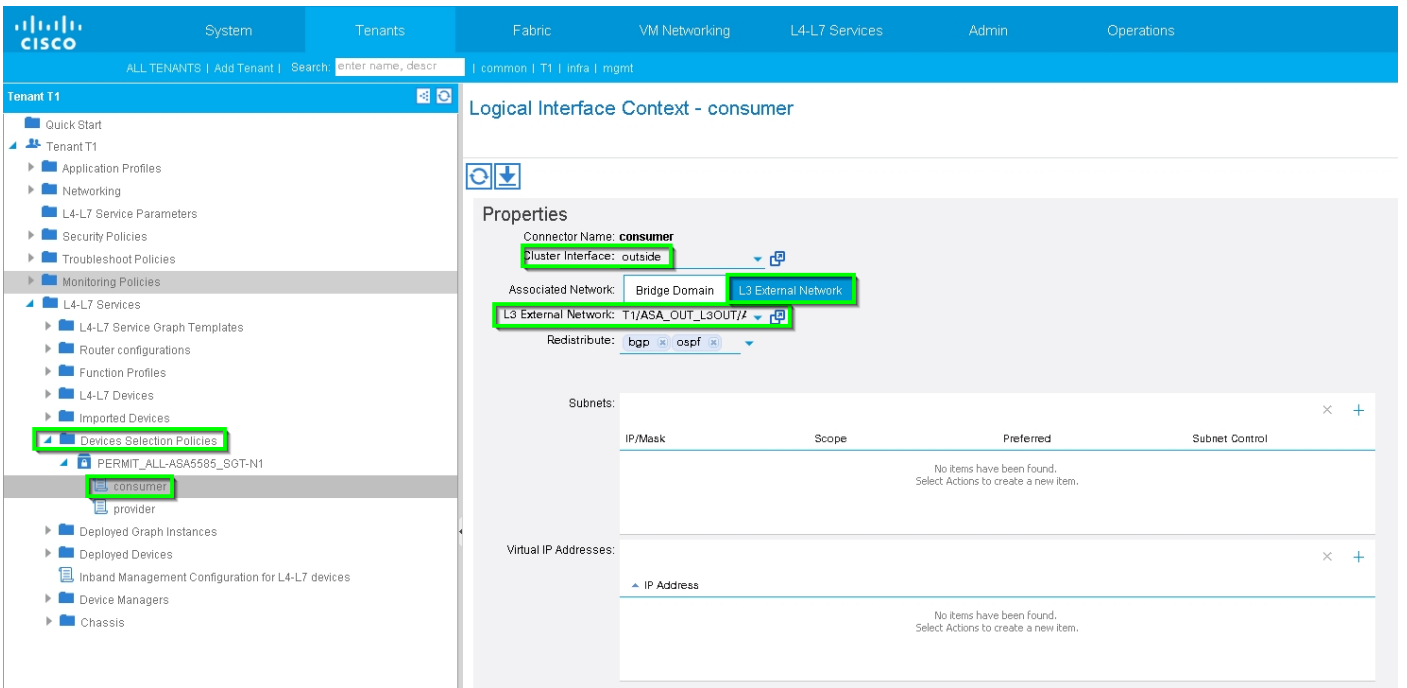 CISCO
System Tenants Fabric VM Networking L4-L7 Services Admin Operations
ALL TENANTS | Add Tenant | Search: enter name, descr | common | T1 | infra | mgmt
Tenant T1
Quick Start
Tenant T1
Application Profiles
Networking
L4-L7 Service Parameters
Security Policies
Troubleshoot Policies
Monitoring Policies
L4-L7 Services
L4-L7 Service Graph Templates
Router configurations
Function Profiles
L4-L7 Devices
Imported Devices
Devices Selection Policies
PERMIT_ALL-ASA5585_SGT-N1
consumer
provider
Deployed Graph Instances
Deployed Devices
Inband Management Configuration for L4-L7 devices
Device Managers
Chassis
Logical Interface Context - consumer
Properties
Connector Name: consumer
Cluster Interface: outside
Associated Network: Bridge Domain L3 External Network
L3 External Network: T1/ASA_OUT_L3OUT/
Redistribute: bgp ospf
Subnets:
IP/Mask Scope Preferred Subnet Control
No items have been found.
Select Actions to create a new item.
Virtual IP Addresses:
IP Address
No items have been found.
Select Actions to create a new item.